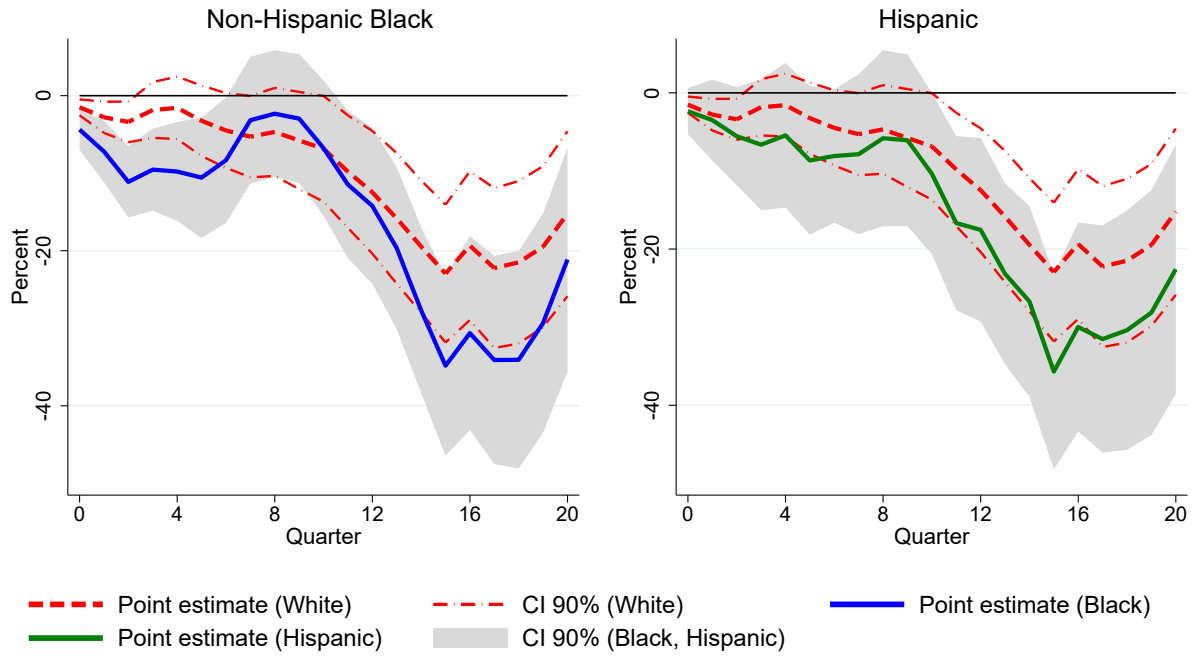 Non-Hispanic Black
Hispanic
Percent
0
-20
-40
0 4 8 12 16 20
Quarter
Percent
0
-20
-40
0 4 8 12 16 20
Quarter
Point estimate (White)
CI 90% (White)
Point estimate (Black)
Point estimate (Hispanic)
CI 90% (Black, Hispanic)